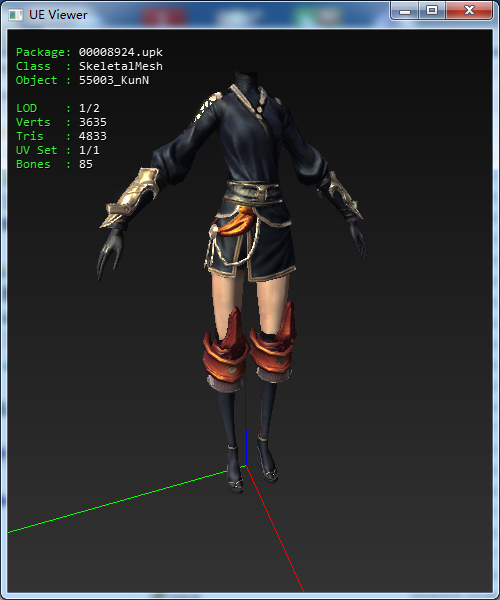 UE Viewer
Package: 00008924.upk
Class : SkeletalMesh
Object : 55003_KunN
LOD : 1/2
Verts : 3635
Tris : 4833
UV Set : 1/1
Bones : 85